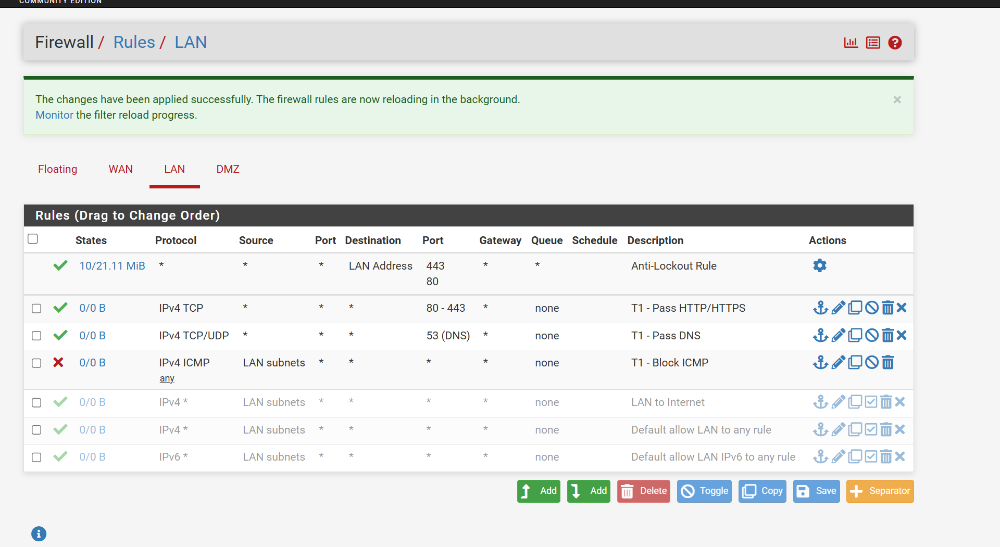 COMMUNITY EDITION
Firewall / Rules / LAN
The changes have been applied successfully. The firewall rules are now reloading in the background.
Monitor the filter reload progress.
×
Floating WAN LAN DMZ
Rules (Drag to Change Order)
States Protocol Source Port Destination Port Gateway Queue Schedule Description Actions
10/21.11 MiB * * * LAN Address 443 * * Anti-Lockout Rule
80
0/0 B IPv4 TCP * * * 80 - 443 * none T1 - Pass HTTP/HTTPS
0/0 B IPv4 TCP/UDP * * * 53 (DNS) * none T1 - Pass DNS
0/0 B IPv4 ICMP LAN subnets * * * * none T1 - Block ICMP
any
0/0 B IPv4 * LAN subnets * * * * none LAN to Internet
0/0 B IPv4 * LAN subnets * * * * none Default allow LAN to any rule
0/0 B IPv6 * LAN subnets * * * * none Default allow LAN IPv6 to any rule
Add Add Delete Toggle Copy Save Separator